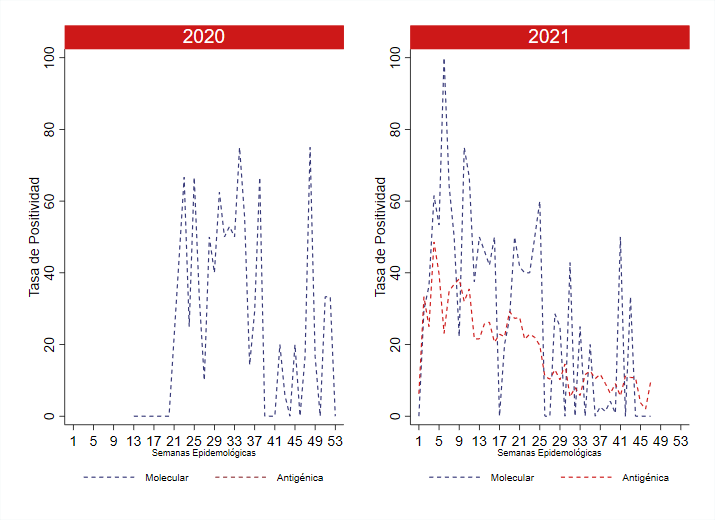 2020
Tasa de Positividad
100
80
60
40
20
0
1 5 9 13 17 21 25 29 33 37 41 45 49 53
Semanas Epidemológicas
Molecular Antigénica
2021
Tasa de Positividad
100
80
60
40
20
0
1 5 9 13 17 21 25 29 33 37 41 45 49 53
Semanas Epidemológicas
Molecular Antigénica